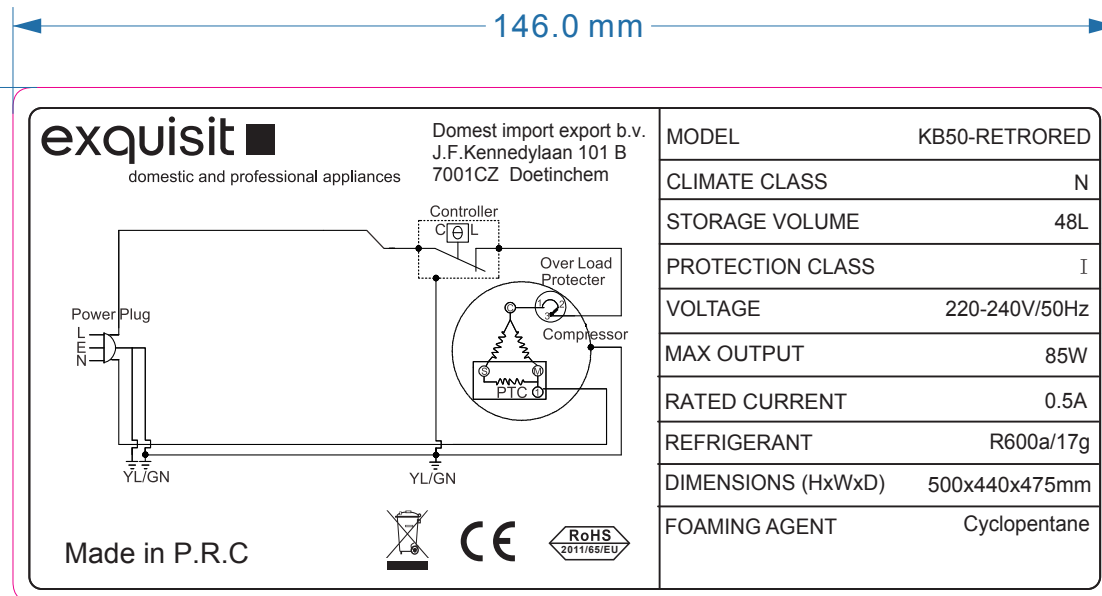 146.0 mm
exquisit
domestic and professional appliances
Domest import export b.v.
J.F.Kennedylaan 101 B
7001CZ Doetinchem
Controller
C θ L
Over Load
Protecter
1 2
3
C
Compressor
Power Plug
L
E
N
S M
PTC 1
YL/GN YL/GN
Made in P.R.C
CE
RoHS
2011/65/EU
MODEL KB50-RETRORED
CLIMATE CLASS N
STORAGE VOLUME 48L
PROTECTION CLASS I
VOLTAGE 220-240V/50Hz
MAX OUTPUT 85W
RATED CURRENT 0.5A
REFRIGERANT R600a/17g
DIMENSIONS (HxWxD) 500x440x475mm
FOAMING AGENT Cyclopentane